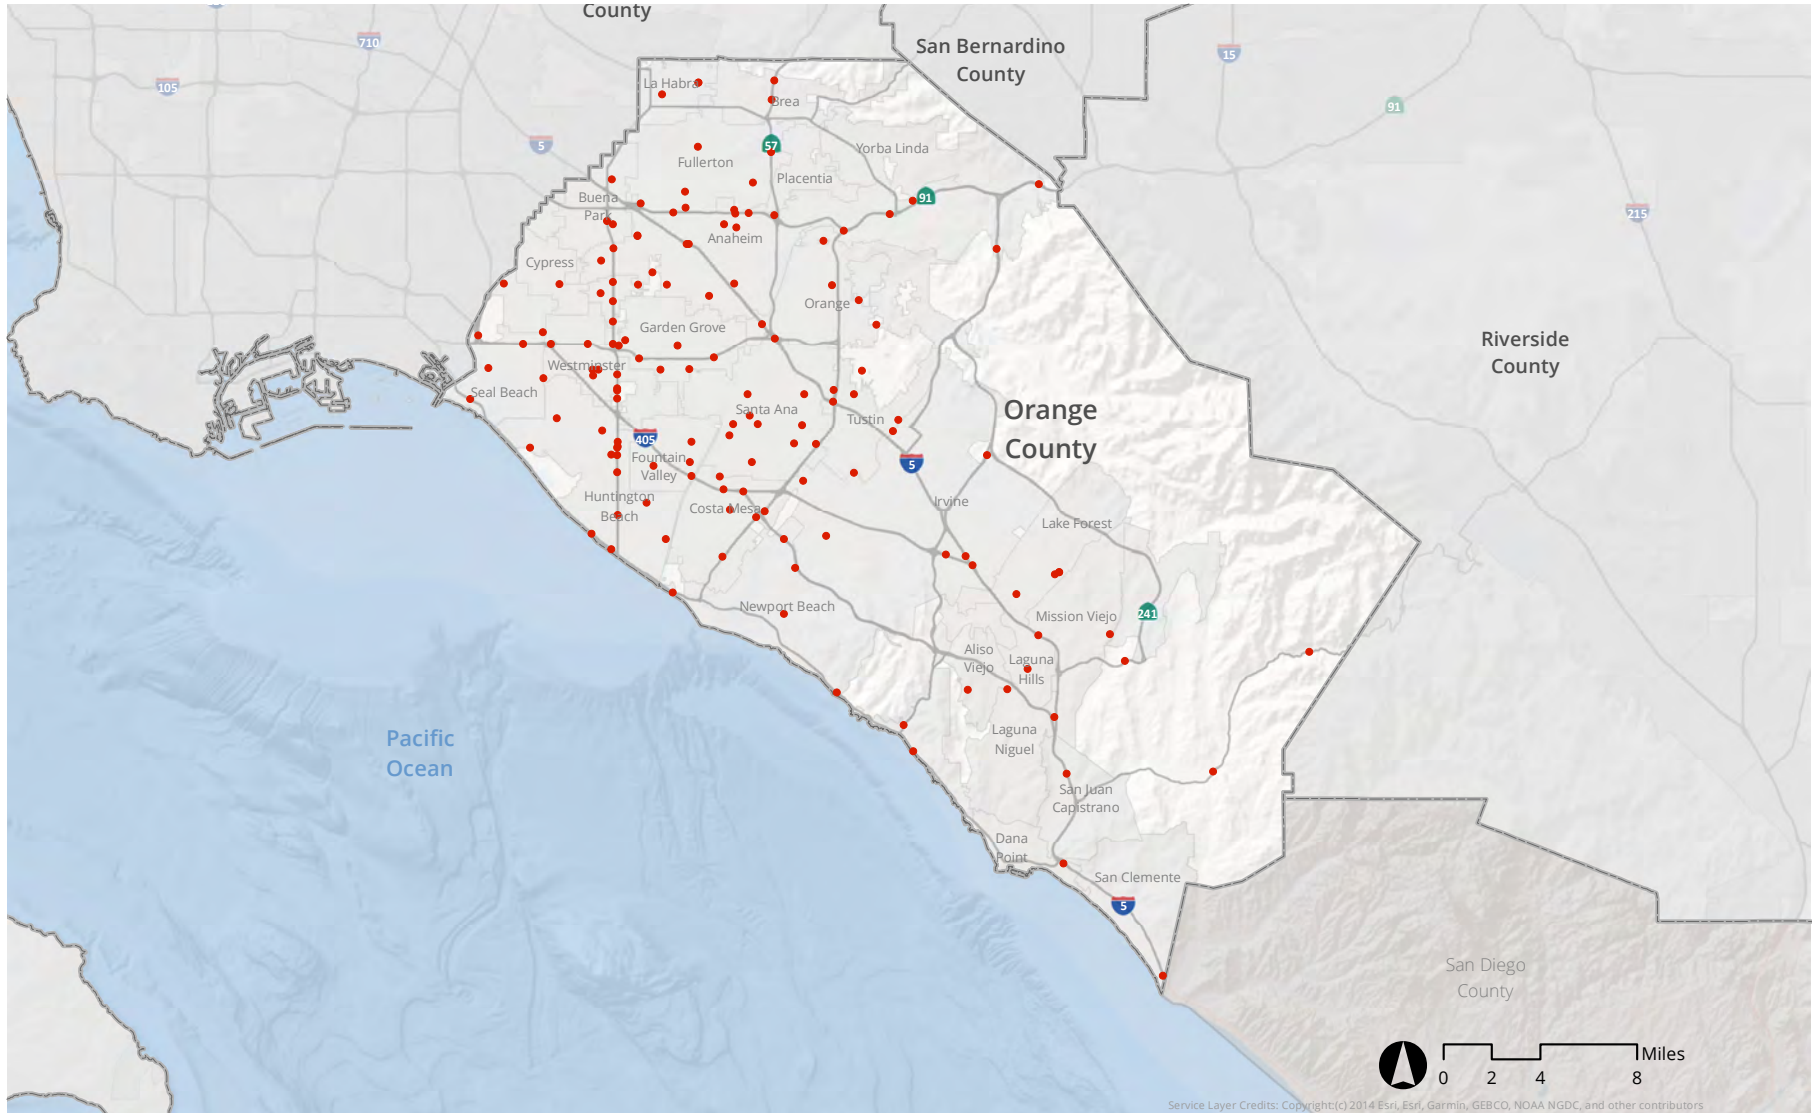 County
710
San Bernardino
County
15
105
La Habra
Brea
91
5
57
Yorba Linda
Fullerton
Placentia
Buena
Park
91
215
Anaheim
Cypress
Orange
Garden Grove
Riverside
County
Westminster
Seal Beach
Santa Ana
Tustin
Orange
County
405
Fountain
Valley
5
Huntington
Beach
Costa Mesa
Irvine
Lake Forest
Newport Beach
Mission Viejo
241
Aliso
Viejo
Laguna
Hills
Pacific
Ocean
Laguna
Niguel
San Juan
Capistrano
Dana
Point
San Clemente
5
San Diego
County
Miles
0 2 4 8
Service Layer Credits: Copyright:(c) 2014 Esri, Esri, Garmin, GEBCO, NOAA NGDC, and other contributors